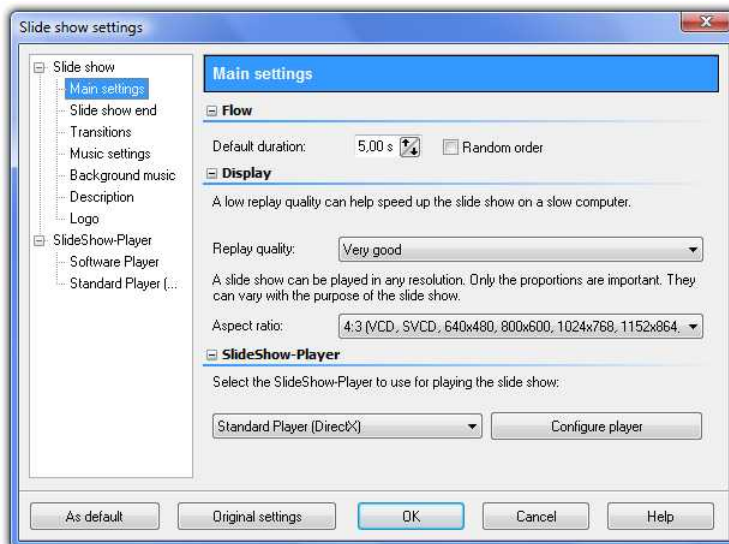 Slide show settings
Slide show
Main settings
Slide show end
Transitions
Music settings
Background music
Description
Logo
SlideShow-Player
Software Player
Standard Player (...
Main settings
Flow
Default duration: 5,00 s Random order
Display
A low replay quality can help speed up the slide show on a slow computer.
Replay quality: Very good
A slide show can be played in any resolution. Only the proportions are important. They
can vary with the purpose of the slide show.
Aspect ratio: 4:3 (VCD, SVCD, 640x480, 800x600, 1024x768, 1152x864,
SlideShow-Player
Select the SlideShow-Player to use for playing the slide show:
Standard Player (DirectX) Configure player
As default Original settings OK Cancel Help